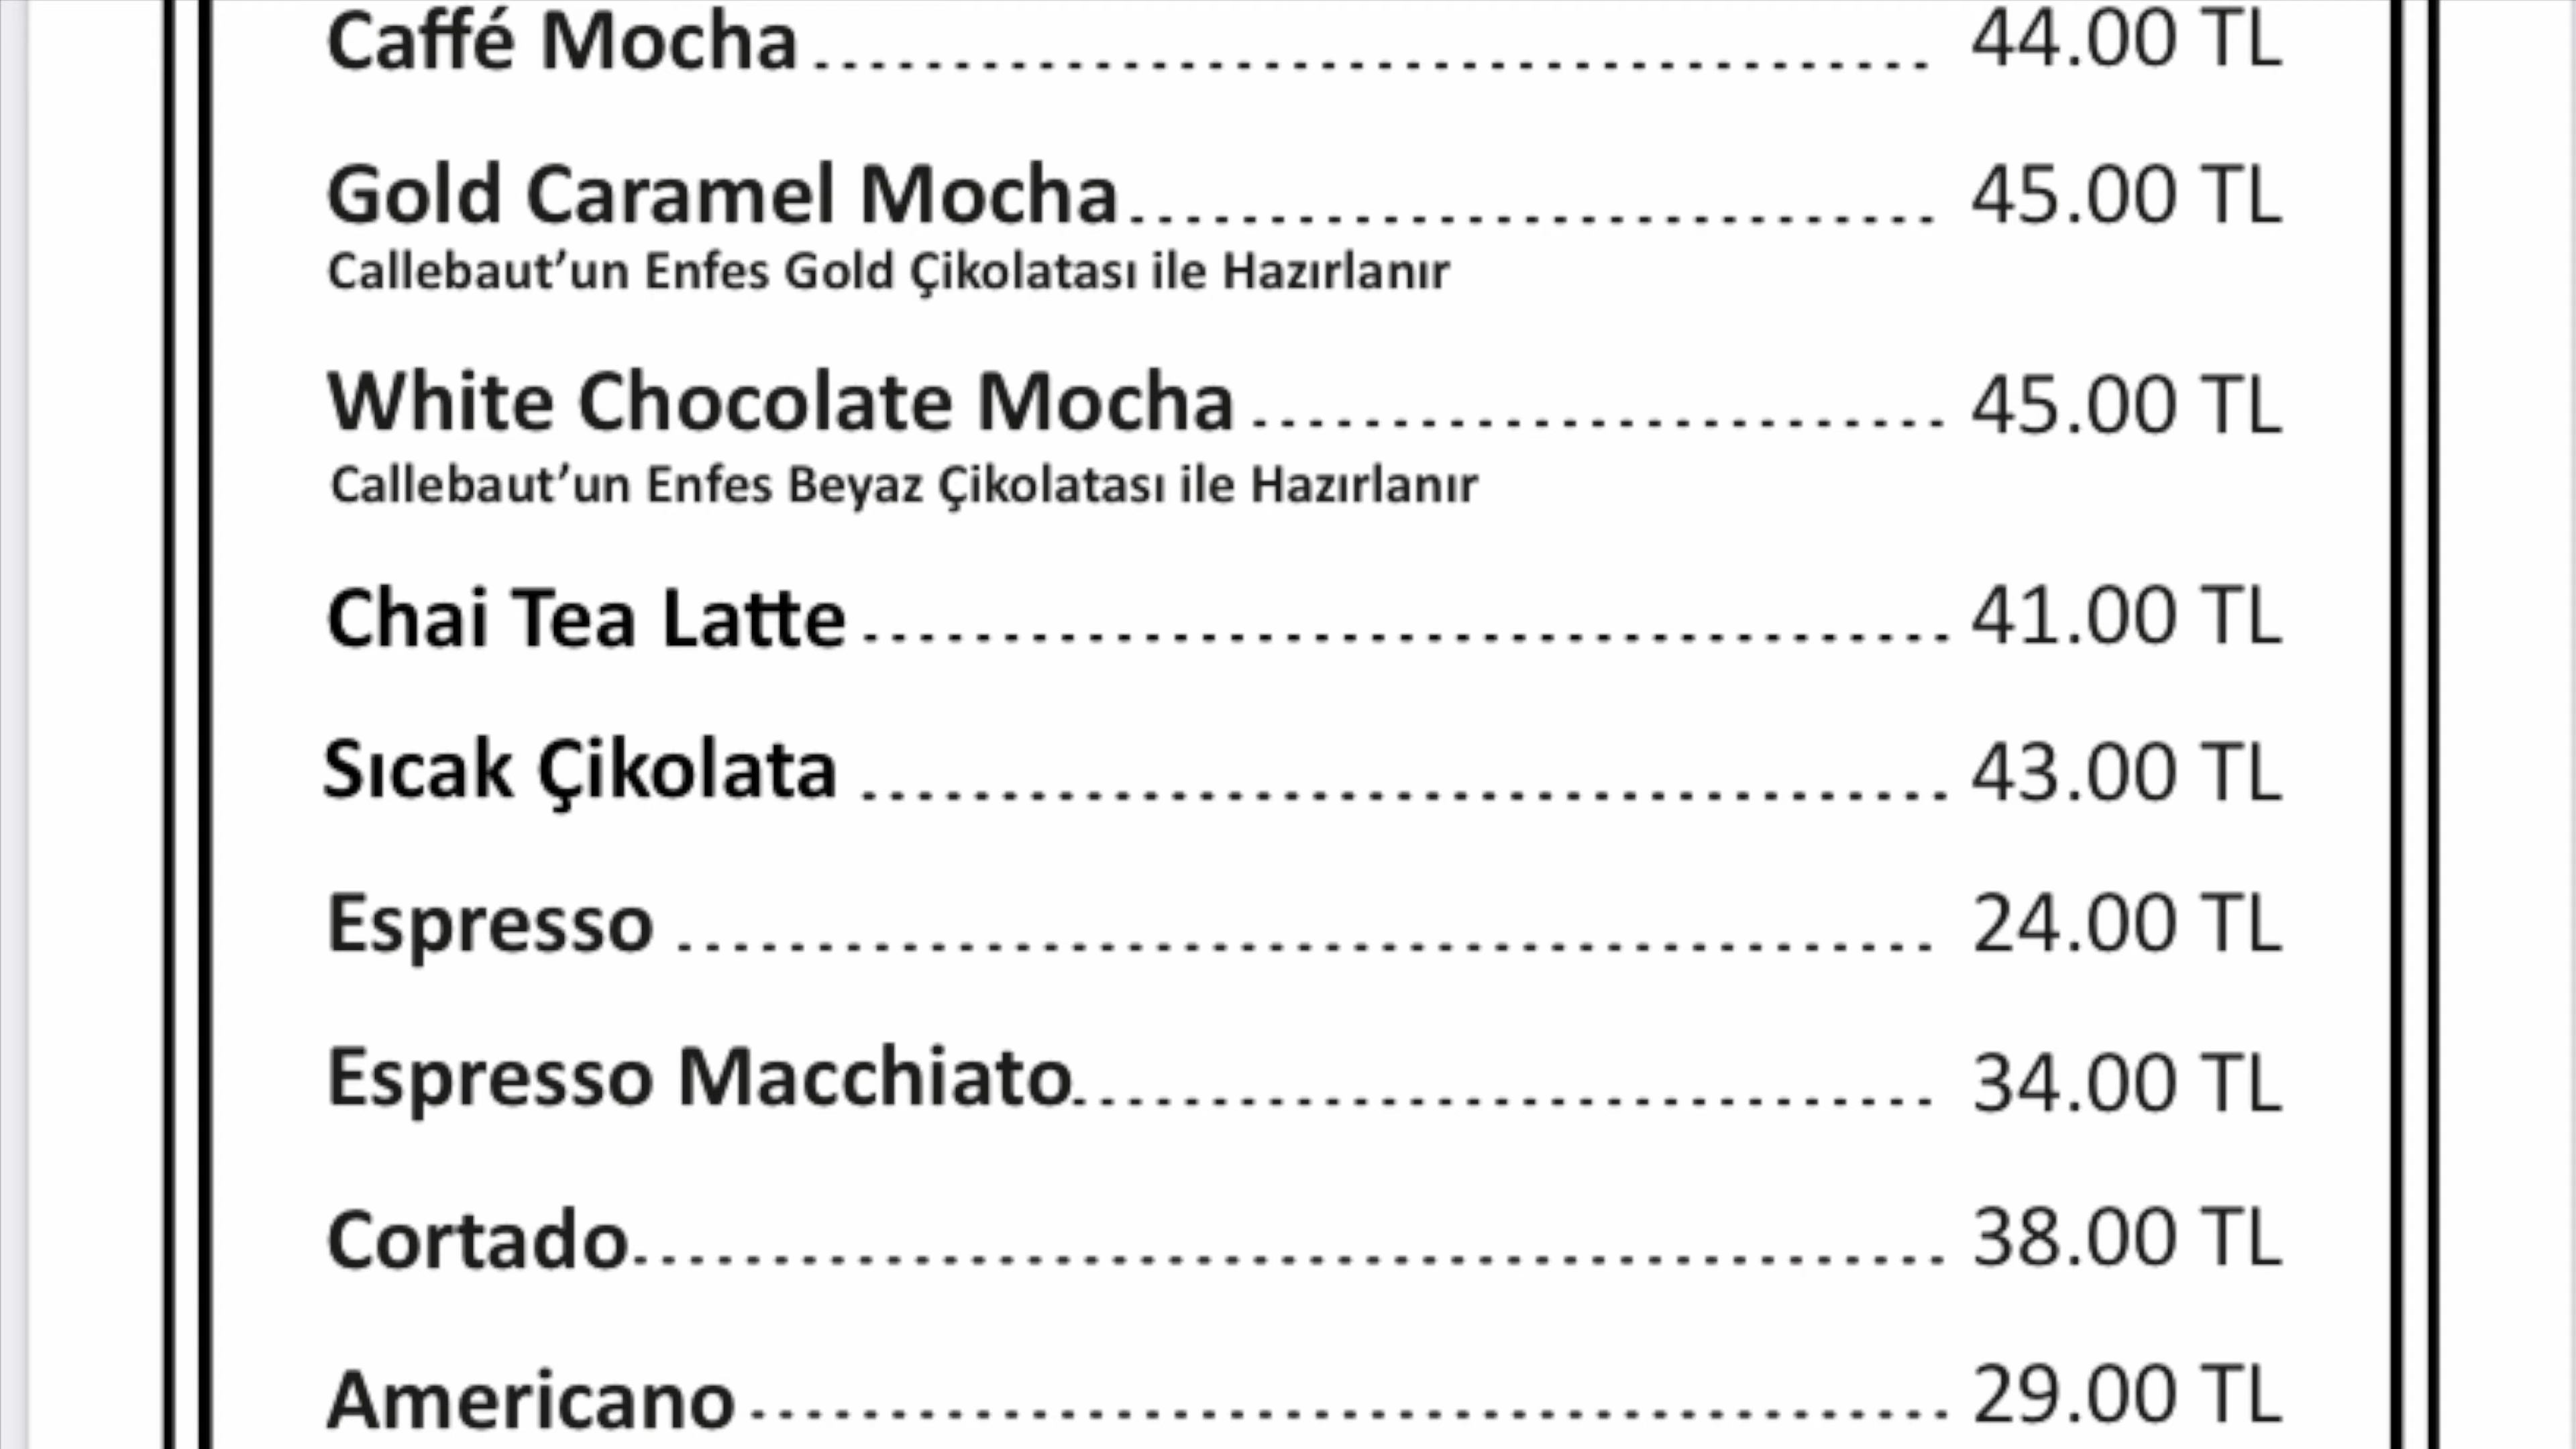 Caffé Mocha 44.00 TL
Gold Caramel Mocha 45.00 TL
Callebaut’un Enfes Gold Çikolatası ile Hazırlanır
White Chocolate Mocha 45.00 TL
Callebaut’un Enfes Beyaz Çikolatası ile Hazırlanır
Chai Tea Latte 41.00 TL
Sıcak Çikolata 43.00 TL
Espresso 24.00 TL
Espresso Macchiato 34.00 TL
Cortado 38.00 TL
Americano 29.00 TL